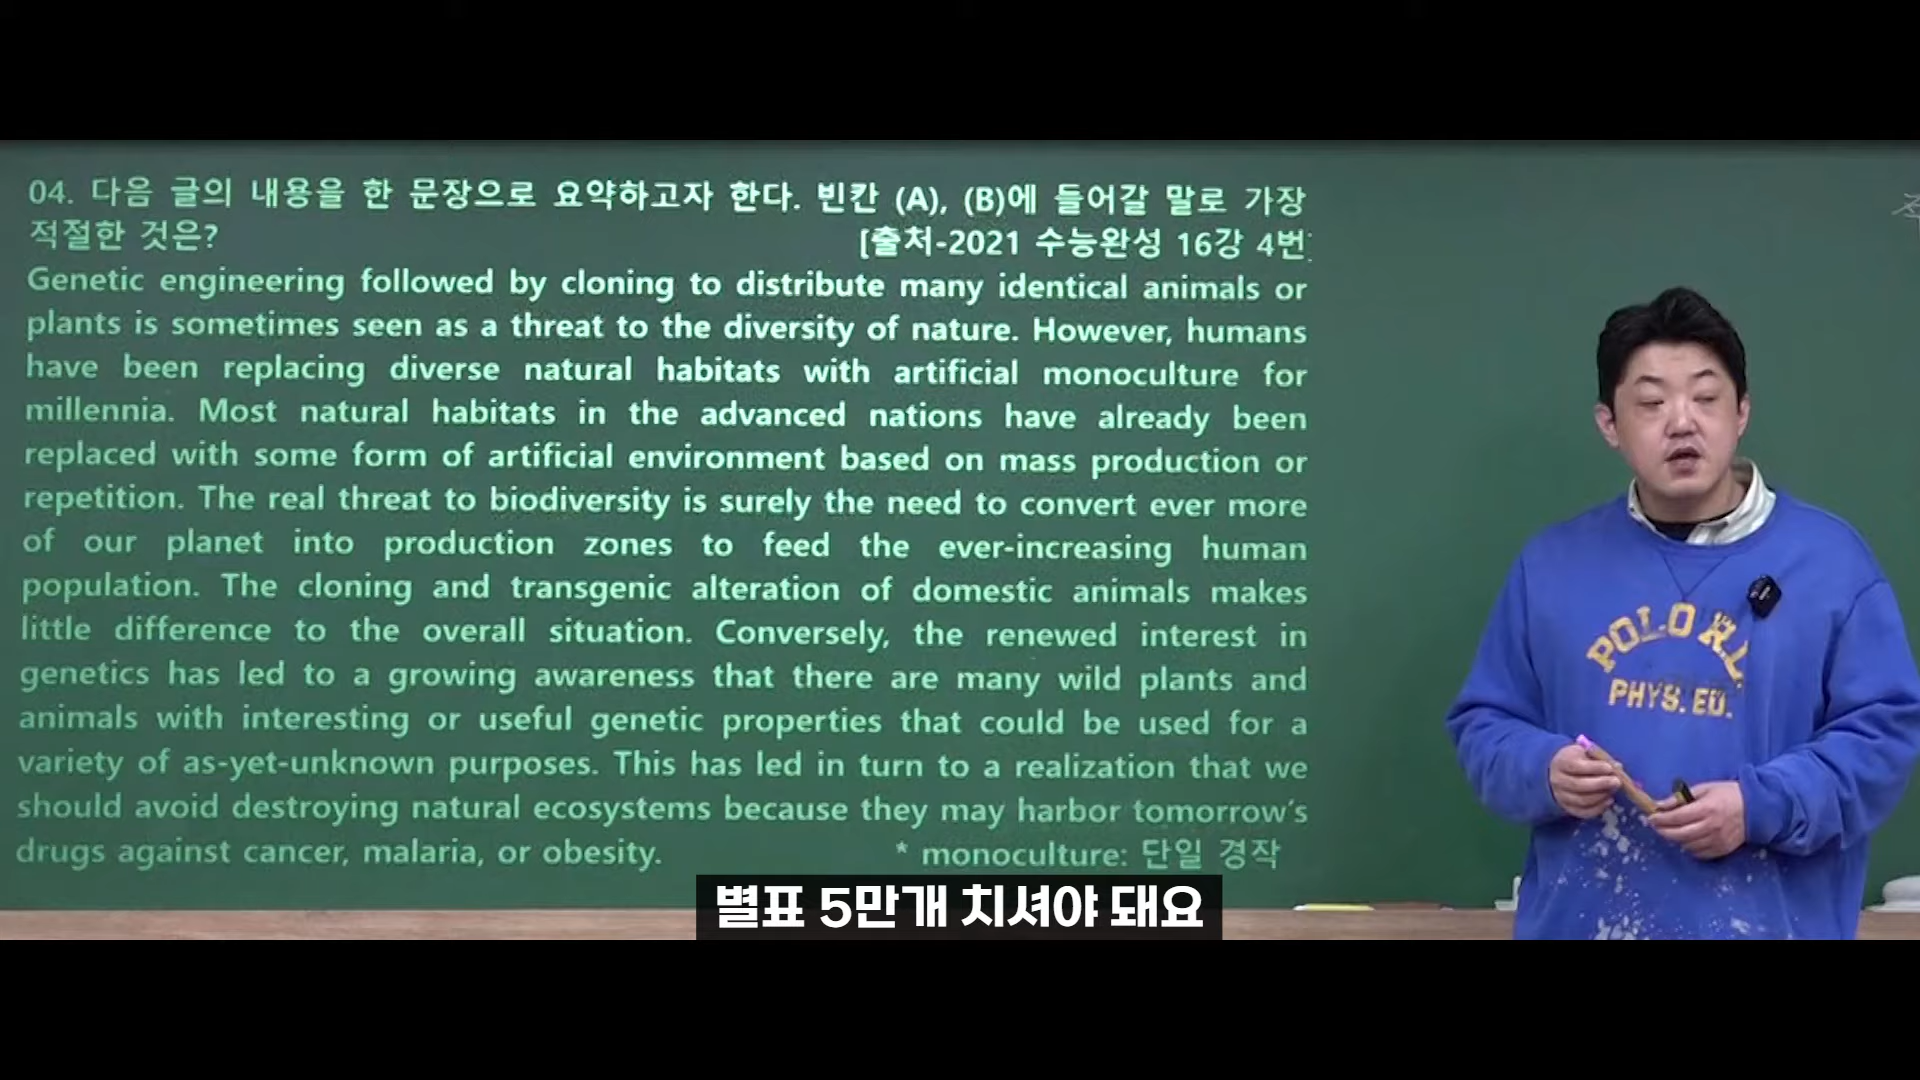 04. 다음 글의 내용을 한 문장으로 요약하고자 한다. 빈칸 (A), (B)에 들어갈 말로 가장
적절한 것은?
[출처-2021 수능완성 16강 4번]
Genetic engineering followed by cloning to distribute many identical animals or
plants is sometimes seen as a threat to the diversity of nature. However, humans
have been replacing diverse natural habitats with artificial monoculture for
millennia. Most natural habitats in the advanced nations have already been
replaced with some form of artificial environment based on mass production or
repetition. The real threat to biodiversity is surely the need to convert ever more
of our planet into production zones to feed the ever-increasing human
population. The cloning and transgenic alteration of domestic animals makes
little difference to the overall situation. Conversely, the renewed interest in
genetics has led to a growing awareness that there are many wild plants and
animals with interesting or useful genetic properties that could be used for a
variety of as-yet-unknown purposes. This has led in turn to a realization that we
should avoid destroying natural ecosystems because they may harbor tomorrow's
drugs against cancer, malaria, or obesity.
* monoculture: 단일 경작
POLO R.L.
PHYS. ED.
별표 5만개 치셔야 돼요